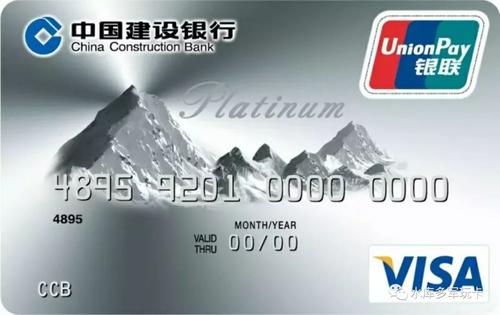 中国建设银行
China Construction Bank
UnionPay
银联
Platinum
4895 9201 0000 0000
4895
MONTH/YEAR
VALID
THRU
00/00
CCB
VISA
水库多军玩卡